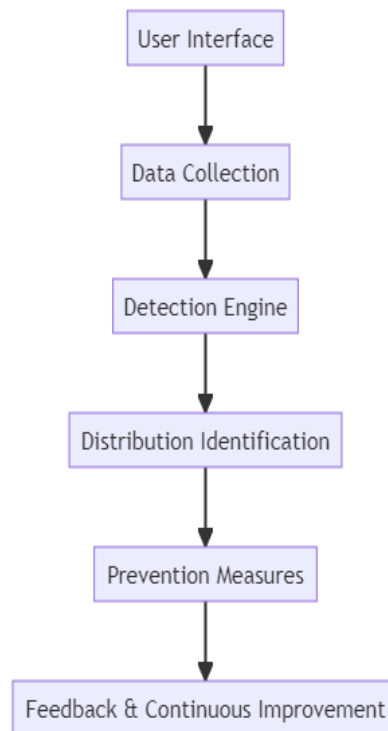 User Interface
Data Collection
Detection Engine
Distribution Identification
Prevention Measures
Feedback & Continuous Improvement